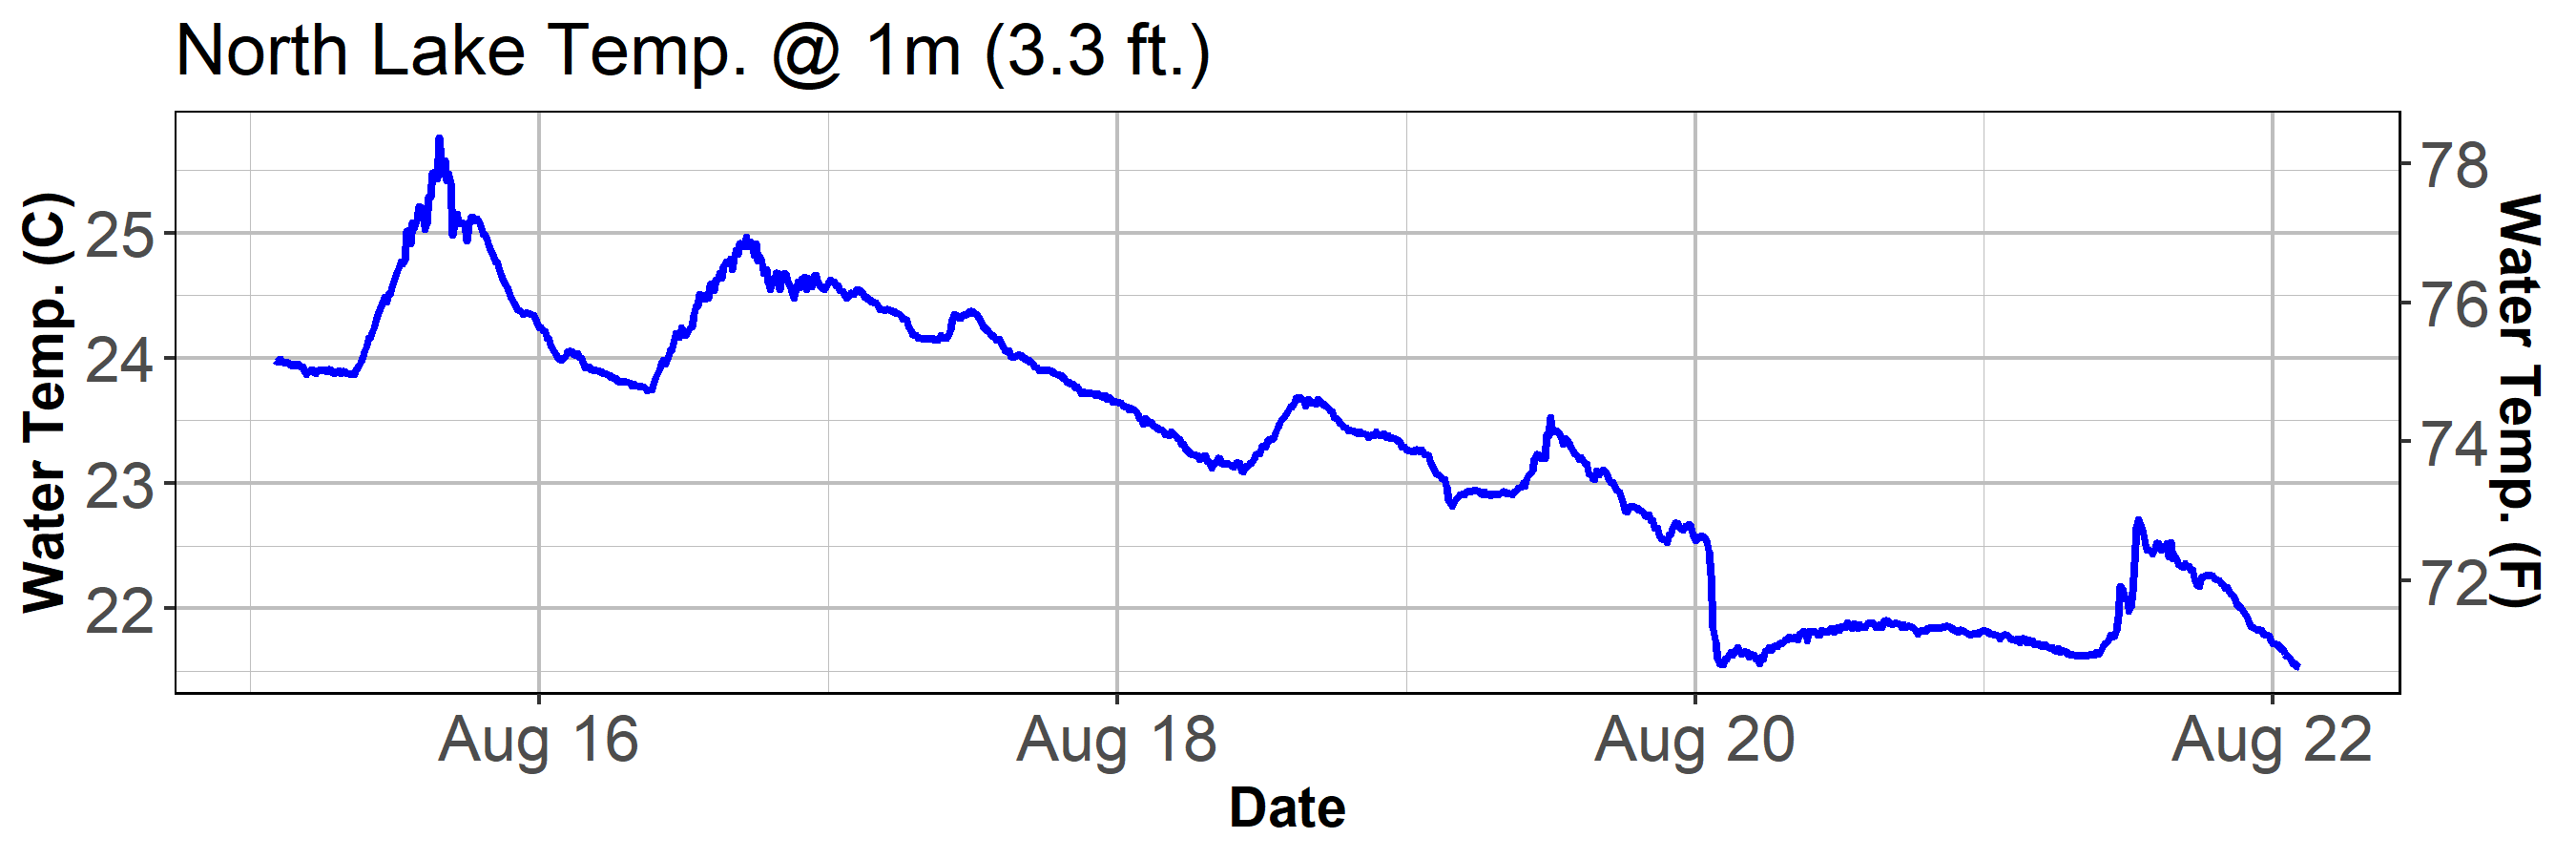 North Lake Temp. @ 1m (3.3 ft.)
Water Temp. (C)
25
24
23
22
78
76
74
72
Water Temp. (F)
Aug 16
Aug 18
Aug 20
Aug 22
Date